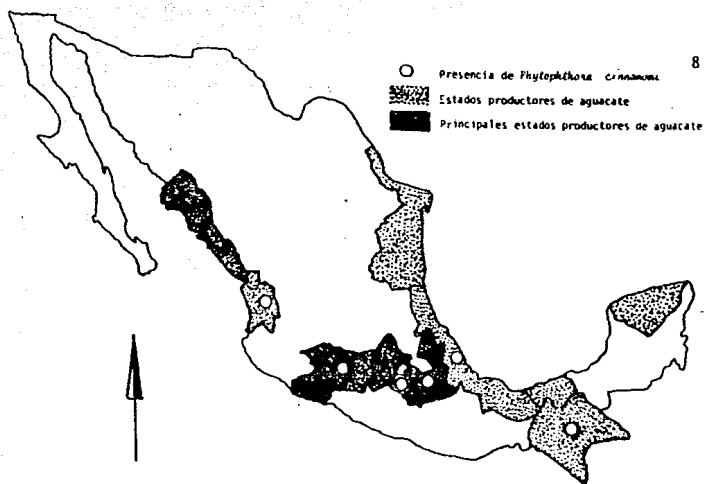 8
Presencia de Phytophthora cinnamomi
Estados productores de aguacate
Principales estados productores de aguacate